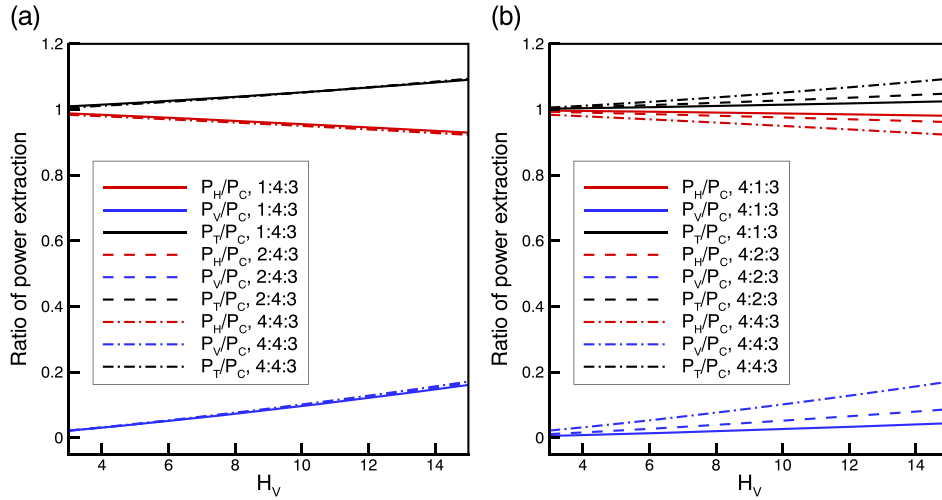 (a)
Ratio of power extraction
1.2
1
0.8
0.6
0.4
0.2
0
4 6 8 10 12 14
H_V
P_H/P_C, 1:4:3
P_V/P_C, 1:4:3
P_T/P_C, 1:4:3
P_H/P_C, 2:4:3
P_V/P_C, 2:4:3
P_T/P_C, 2:4:3
P_H/P_C, 4:4:3
P_V/P_C, 4:4:3
P_T/P_C, 4:4:3
(b)
Ratio of power extraction
1.2
1
0.8
0.6
0.4
0.2
0
4 6 8 10 12 14
H_V
P_H/P_C, 4:1:3
P_V/P_C, 4:1:3
P_T/P_C, 4:1:3
P_H/P_C, 4:2:3
P_V/P_C, 4:2:3
P_T/P_C, 4:2:3
P_H/P_C, 4:4:3
P_V/P_C, 4:4:3
P_T/P_C, 4:4:3